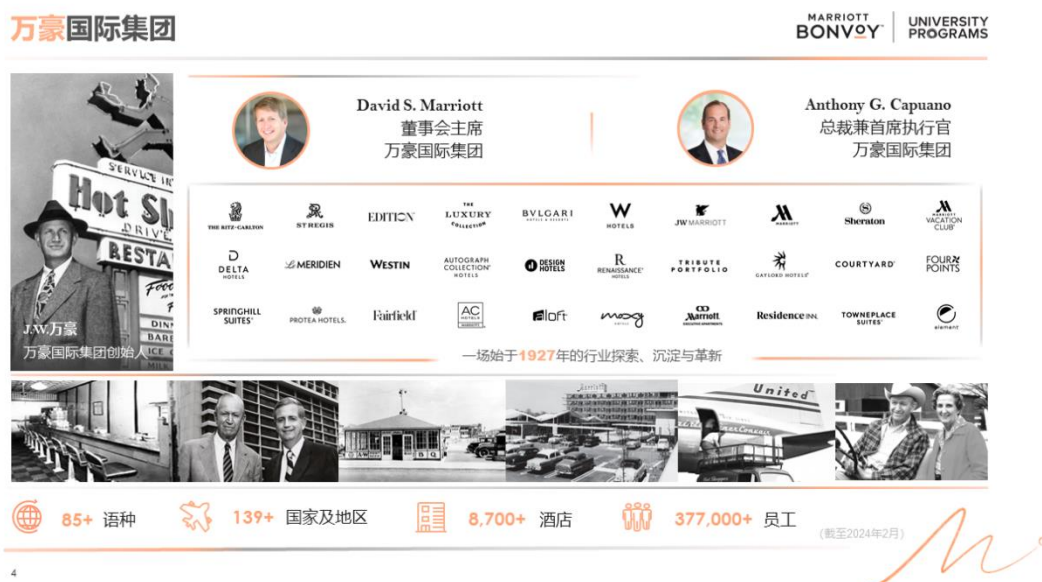 万豪国际集团
MARRIOTT
BONVOY
UNIVERSITY
PROGRAMS
SERVICE
Hot Sh
DRIV
RESTA
J.W.万豪
万豪国际集团创始人
David S. Marriott
董事会主席
万豪国际集团
Anthony G. Capuano
总裁兼首席执行官
万豪国际集团
THE RITZ-CARLTON
ST REGIS
EDITION
THE
LUXURY
COLLECTION
BVLGARI
HOTELS & RESORTS
W
HOTELS
JW MARRIOTT
MARRIOTT
Sheraton
MARRIOTT
VACATION
CLUB
D
DELTA
HOTELS
LE MERIDIEN
WESTIN
AUTOGRAPH
COLLECTION
HOTELS
DESIGN
HOTELS
R
RENAISSANCE
HOTELS
TRIBUTE
PORTFOLIO
GAYLORD HOTELS
COURTYARD
FOUR
POINTS
SPRINGHILL
SUITES
PROTEA HOTELS.
Fairfield
AC
HOTELS
MARRIOTT
aloft
moxy
HOTELS
Marriott
EXECUTIVE APARTMENTS
Residence INN.
TOWNEPLACE
SUITES
element
一场始于1927年的行业探索、沉淀与革新
Marriott
United
85+ 语种
139+ 国家及地区
8,700+ 酒店
377,000+ 员工
(截至2024年2月)
4